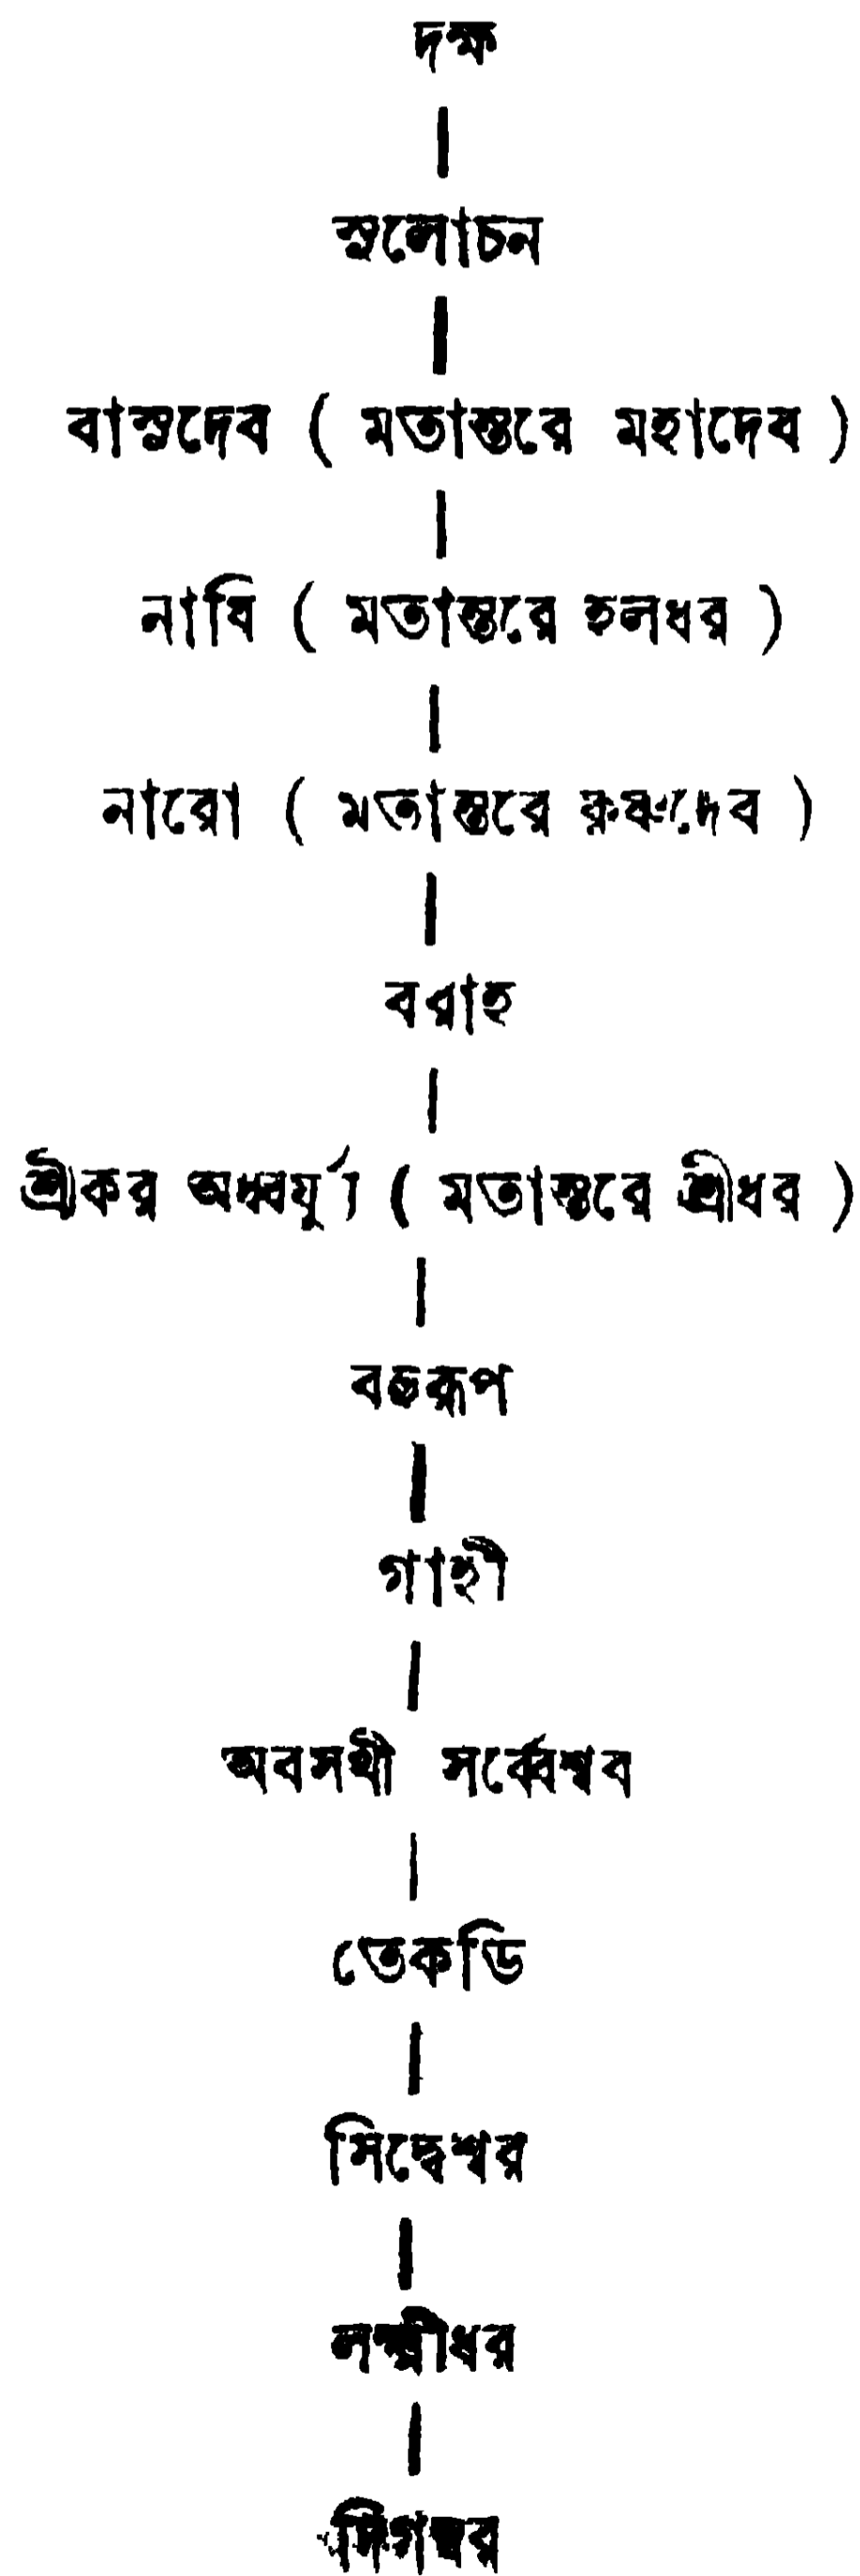 দক্ষ
সুলোচন
বাসুদেব ( মতান্তরে মহাদেব )
নাবি ( মতান্তরে হলধর )
নারো ( মতান্তরে কৃষ্ণদেব )
বরাহ
শ্রীকর অধ্বর্য্যু ( মতান্তরে শ্রীধর )
বহুরূপ
গাহী
অবসথী সর্ব্বেশ্বব
তেকডি
সিদ্ধেশ্বর
লক্ষ্মীধর
দিগম্বর